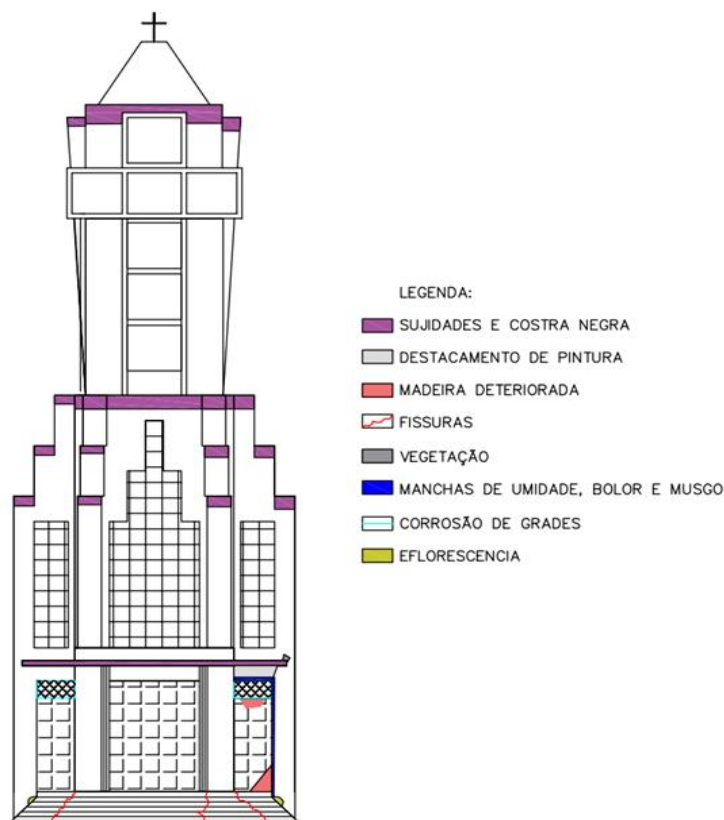 LEGENDA:
SUJIDADES E COSTRA NEGRA
DESTACAMENTO DE PINTURA
MADEIRA DETERIORADA
FISSURAS
VEGETAÇÃO
MANCHAS DE UMIDADE, BOLOR E MUSGO
CORROSÃO DE GRADES
EFLORESCENCIA